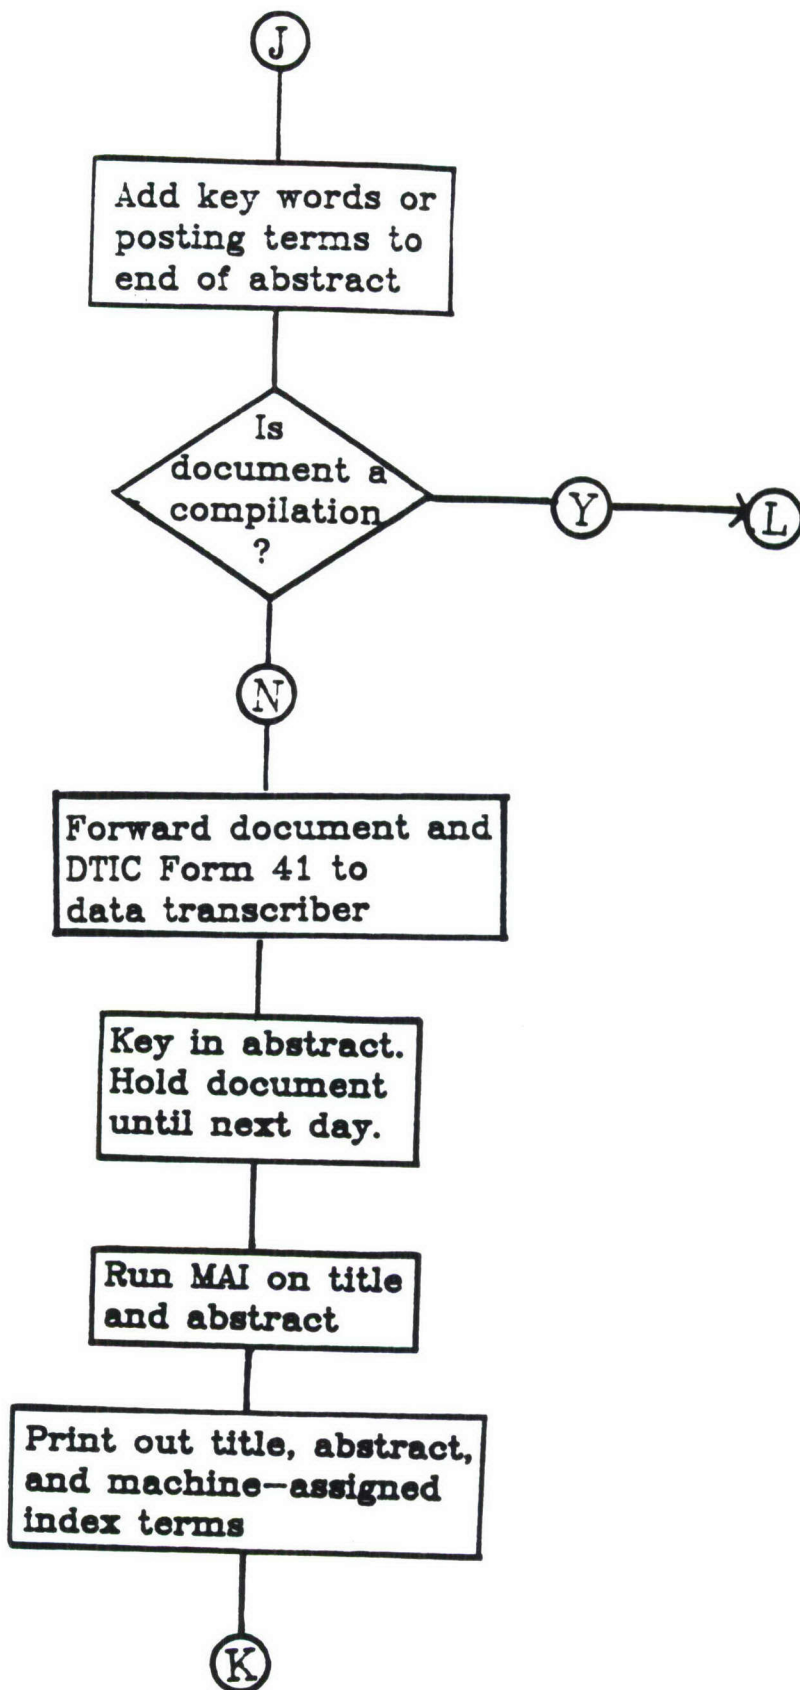 J
Add key words or
posting terms to
end of abstract
Is
document a
compilation
?
Y
L
N
Forward document and
DTIC Form 41 to
data transcriber
Key in abstract.
Hold document
until next day.
Run MAI on title
and abstract
Print out title, abstract,
and machine-assigned
index terms
K